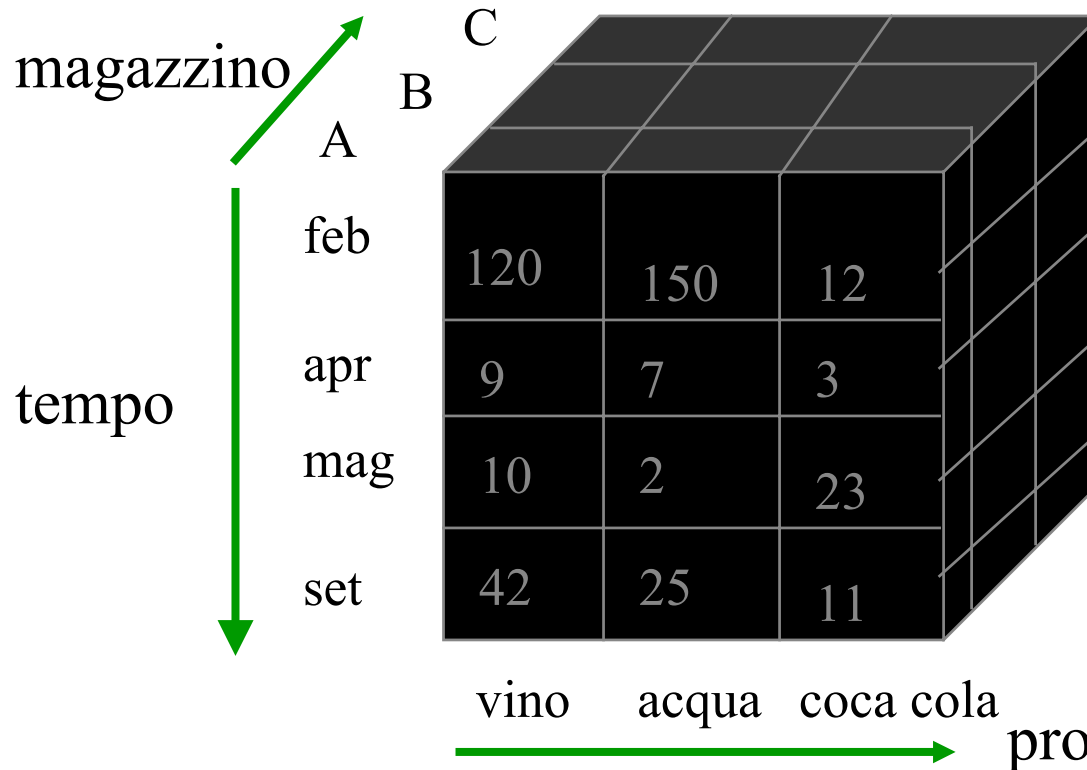 magazzino
C
B
A
feb 120 150 12
tempo
apr 9 7 3
mag 10 2 23
set 42 25 11
vino acqua coca cola
pro